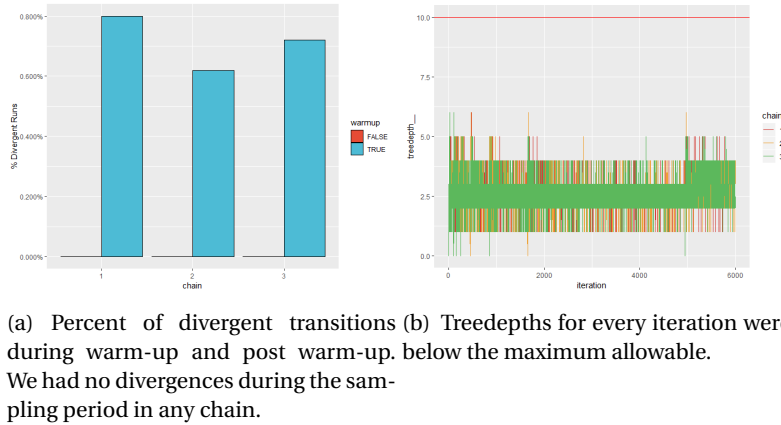 0.800%
0.600%
0.400%
0.200%
0.000%
% Divergent Runs
1 2 3
chain
warmup
FALSE
TRUE
10.0
7.5
5.0
2.5
0.0
treedepth__
0 2000 4000 6000
iteration
chain
(a) Percent of divergent transitions
during warm-up and post warm-up.
We had no divergences during the sam-
pling period in any chain.
(b) Treedepths for every iteration were
below the maximum allowable.